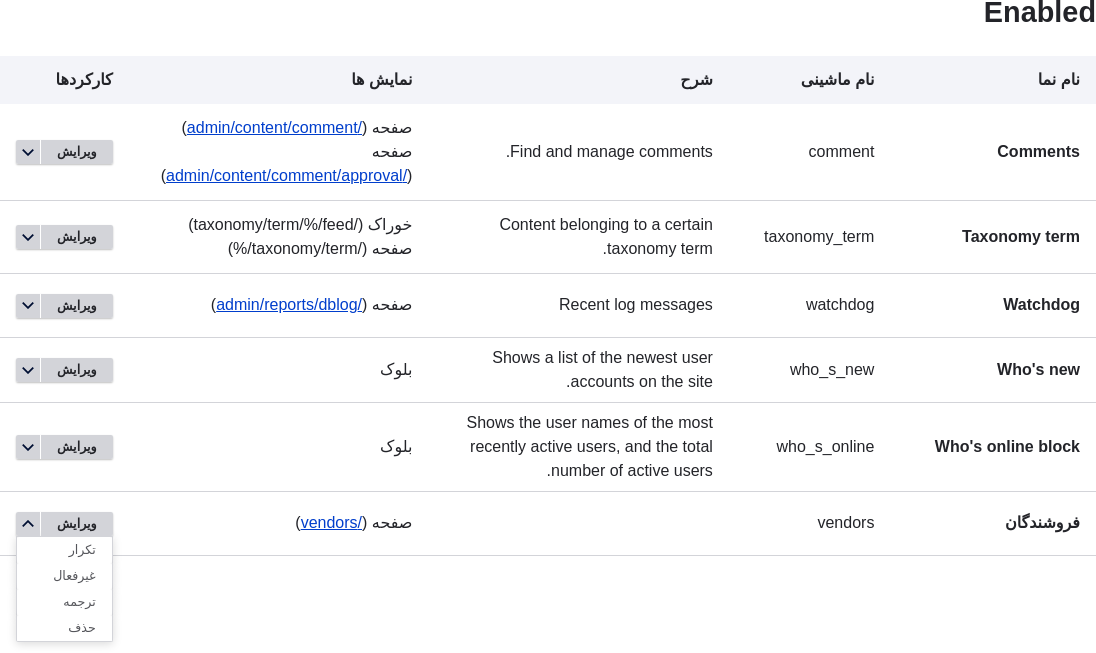 Enabled
نام نما
نام ماشینی
شرح
نمایش ها
کارکردها
Comments
comment
Find and manage comments.
صفحه (/admin/content/comment)
صفحه
(/admin/content/comment/approval)
ویرایش
Taxonomy term
taxonomy_term
Content belonging to a certain
taxonomy term.
خوراک (/taxonomy/term/%/feed)
صفحه (/taxonomy/term/%)
ویرایش
Watchdog
watchdog
Recent log messages
صفحه (/admin/reports/dblog)
ویرایش
Who's new
who_s_new
Shows a list of the newest user
accounts on the site.
بلوک
ویرایش
Who's online block
who_s_online
Shows the user names of the most
recently active users, and the total
number of active users.
بلوک
ویرایش
فروشندگان
vendors
صفحه (/vendors)
ویرایش
تکرار
غیرفعال
ترجمه
حذف